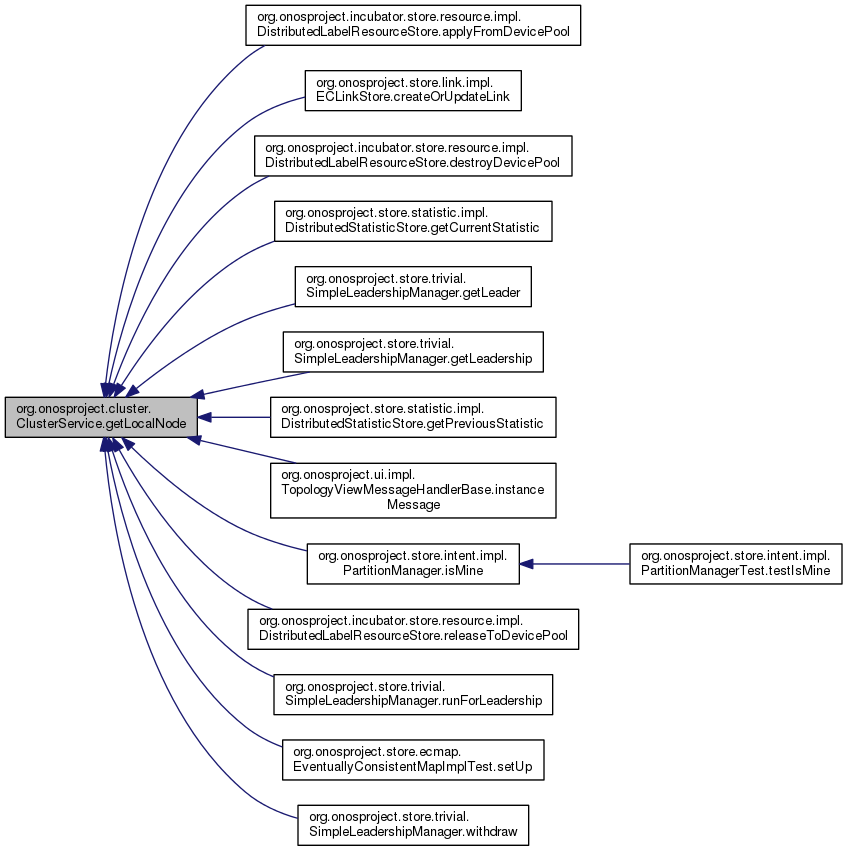 org.onosproject.incubator.store.resource.impl.
DistributedLabelResourceStore.applyFromDevicePool
org.onosproject.store.link.impl.
ECLinkStore.createOrUpdateLink
org.onosproject.incubator.store.resource.impl.
DistributedLabelResourceStore.destroyDevicePool
org.onosproject.store.statistic.impl.
DistributedStatisticStore.getCurrentStatistic
org.onosproject.store.trivial.
SimpleLeadershipManager.getLeader
org.onosproject.store.trivial.
SimpleLeadershipManager.getLeadership
org.onosproject.cluster.
ClusterService.getLocalNode
org.onosproject.store.statistic.impl.
DistributedStatisticStore.getPreviousStatistic
org.onosproject.ui.impl.
TopologyViewMessageHandlerBase.instance
Message
org.onosproject.store.intent.impl.
PartitionManager.isMine
org.onosproject.store.intent.impl.
PartitionManagerTest.testIsMine
org.onosproject.incubator.store.resource.impl.
DistributedLabelResourceStore.releaseToDevicePool
org.onosproject.store.trivial.
SimpleLeadershipManager.runForLeadership
org.onosproject.store.ecmap.
EventuallyConsistentMapImplTest.setUp
org.onosproject.store.trivial.
SimpleLeadershipManager.withdraw